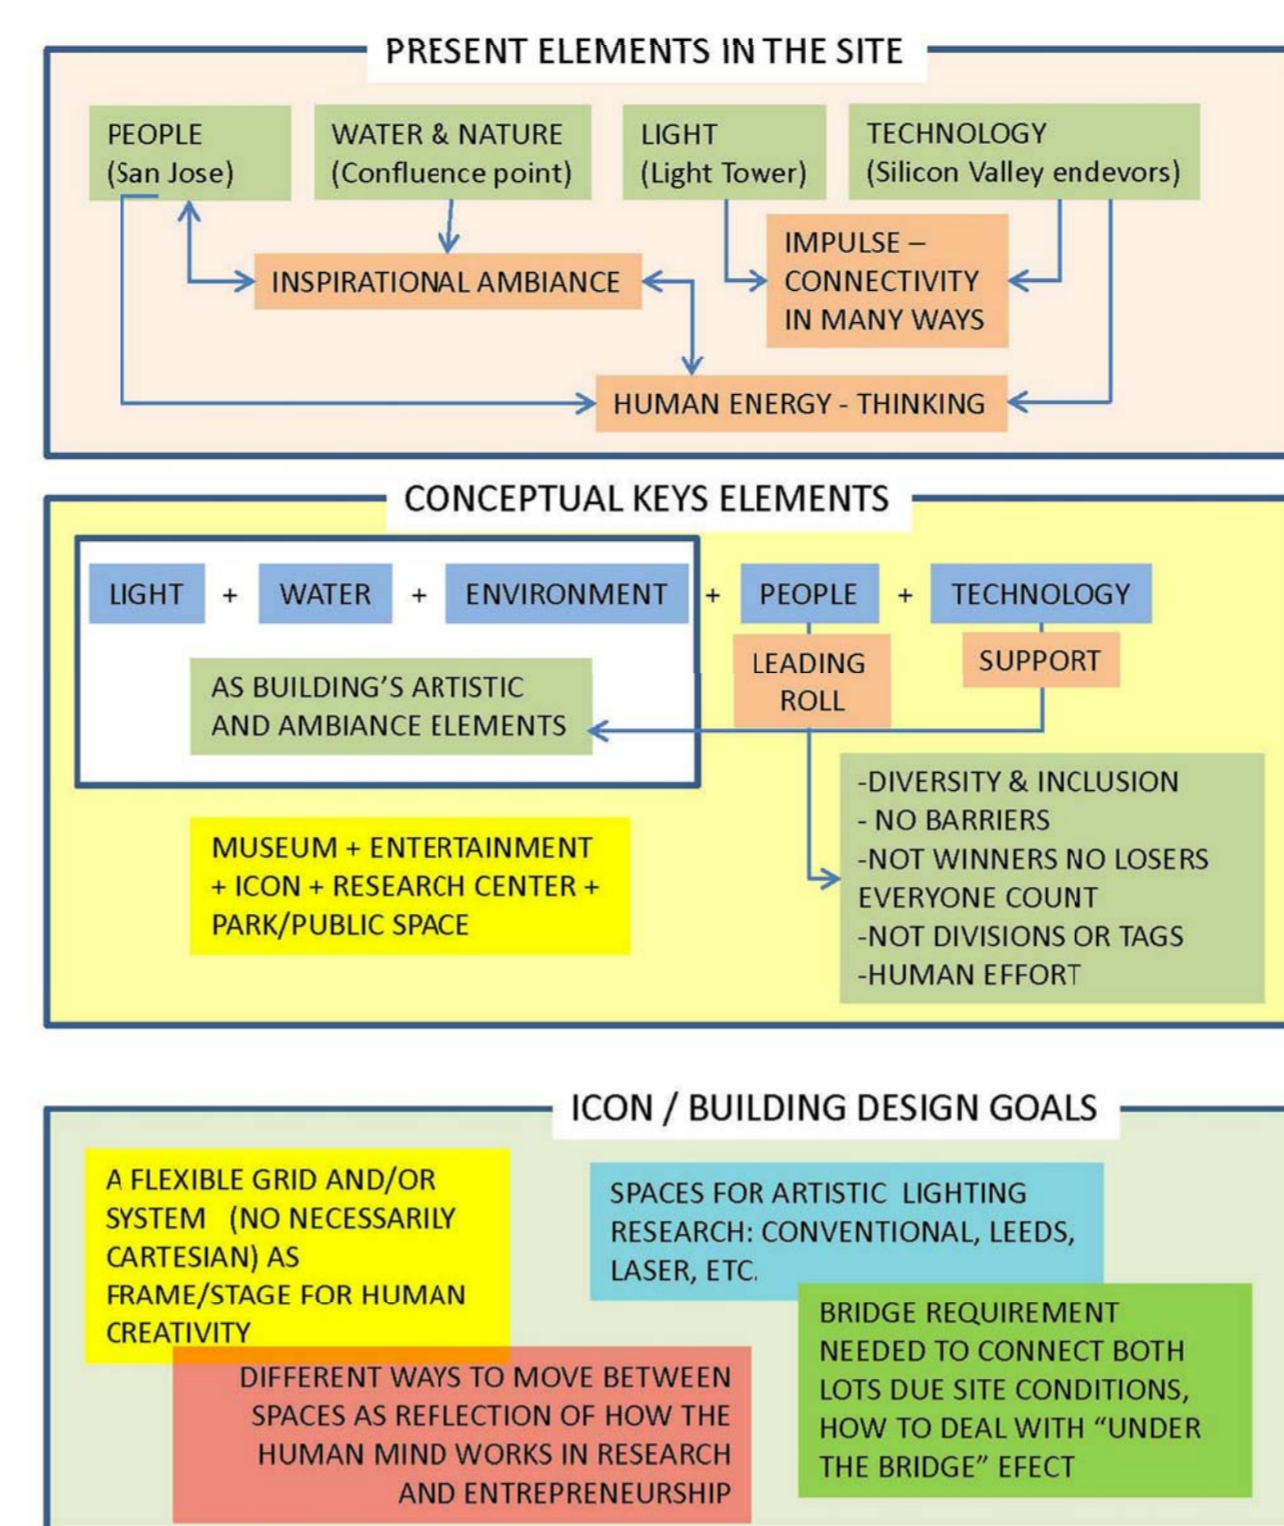 PRESENT ELEMENTS IN THE SITE
PEOPLE
(San Jose)
WATER & NATURE
(Confluence point)
LIGHT
(Light Tower)
TECHNOLOGY
(Silicon Valley endevors)
INSPIRATIONAL AMBIANCE
IMPULSE –
CONNECTIVITY
IN MANY WAYS
HUMAN ENERGY - THINKING
CONCEPTUAL KEYS ELEMENTS
LIGHT + WATER + ENVIRONMENT + PEOPLE + TECHNOLOGY
AS BUILDING'S ARTISTIC
AND AMBIANCE ELEMENTS
LEADING
ROLL
SUPPORT
MUSEUM + ENTERTAINMENT
+ ICON + RESEARCH CENTER +
PARK/PUBLIC SPACE
-DIVERSITY & INCLUSION
- NO BARRIERS
-NOT WINNERS NO LOSERS
EVERYONE COUNT
-NOT DIVISIONS OR TAGS
-HUMAN EFFORT
ICON / BUILDING DESIGN GOALS
A FLEXIBLE GRID AND/OR
SYSTEM (NO NECESSARILY
CARTESIAN) AS
FRAME/STAGE FOR HUMAN
CREATIVITY
SPACES FOR ARTISTIC LIGHTING
RESEARCH: CONVENTIONAL, LEEDS,
LASER, ETC.
DIFFERENT WAYS TO MOVE BETWEEN
SPACES AS REFLECTION OF HOW THE
HUMAN MIND WORKS IN RESEARCH
AND ENTREPRENEURSHIP
BRIDGE REQUIREMENT
NEEDED TO CONNECT BOTH
LOTS DUE SITE CONDITIONS,
HOW TO DEAL WITH “UNDER
THE BRIDGE” EFECT